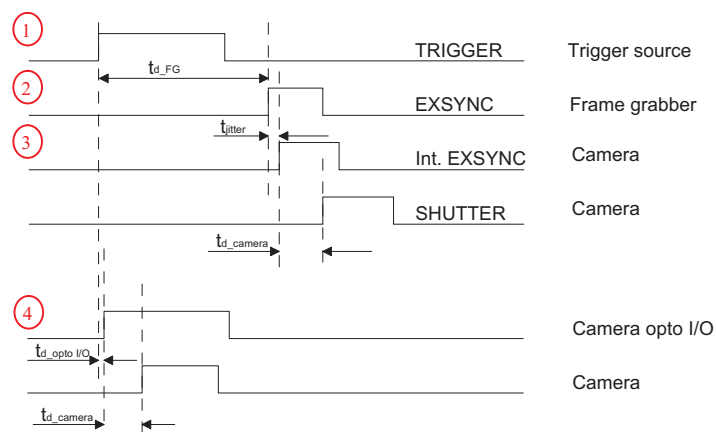 1 TRIGGER Trigger source
td_FG
2 EXSYNC Frame grabber
tjitter
3 Int. EXSYNC Camera
SHUTTER Camera
td_camera
4 Camera opto I/O
td_opto I/O
Camera
td_camera